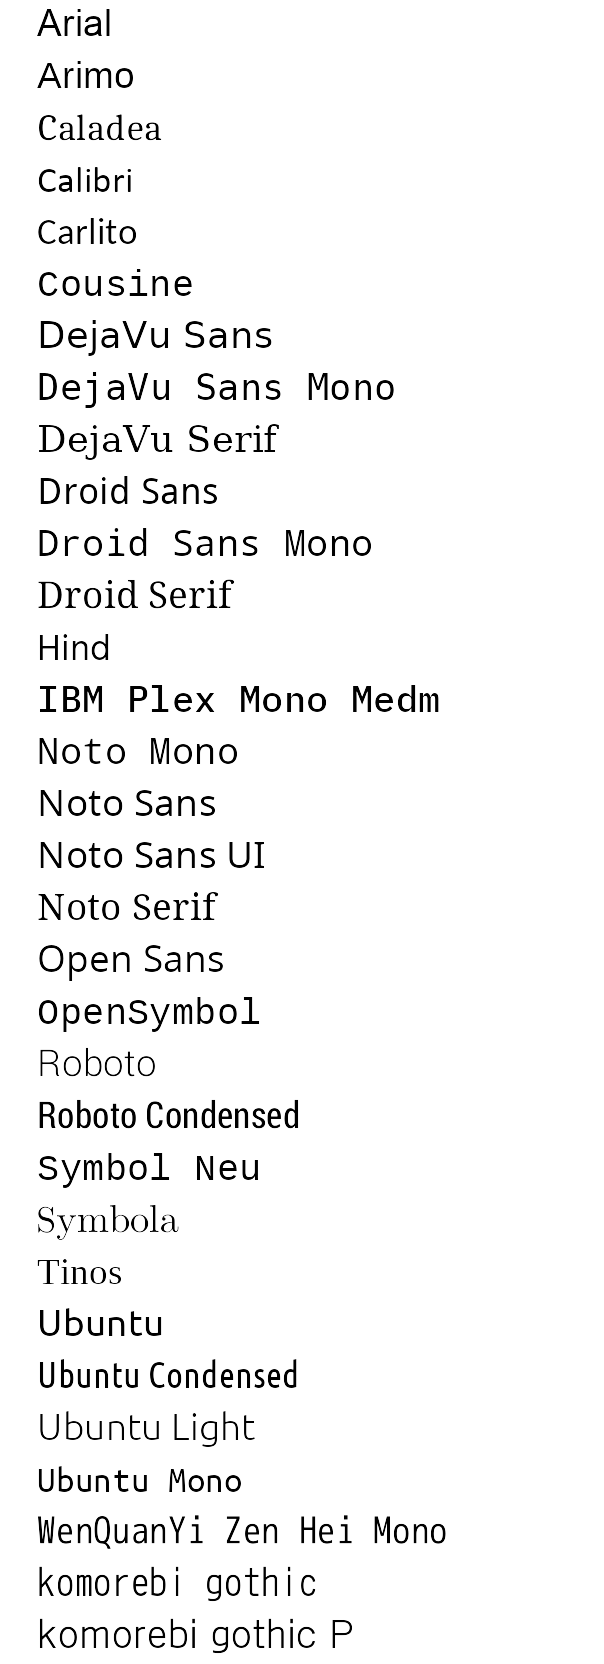 Arial
Arimo
Caladea
Calibri
Carlito
Cousine
DejaVu Sans
DejaVu Sans Mono
DejaVu Serif
Droid Sans
Droid Sans Mono
Droid Serif
Hind
IBM Plex Mono Medm
Noto Mono
Noto Sans
Noto Sans UI
Noto Serif
Open Sans
OpenSymbol
Roboto
Roboto Condensed
Symbol Neu
Symbola
Tinos
Ubuntu
Ubuntu Condensed
Ubuntu Light
Ubuntu Mono
WenQuanYi Zen Hei Mono
komorebi gothic
komorebi gothic P